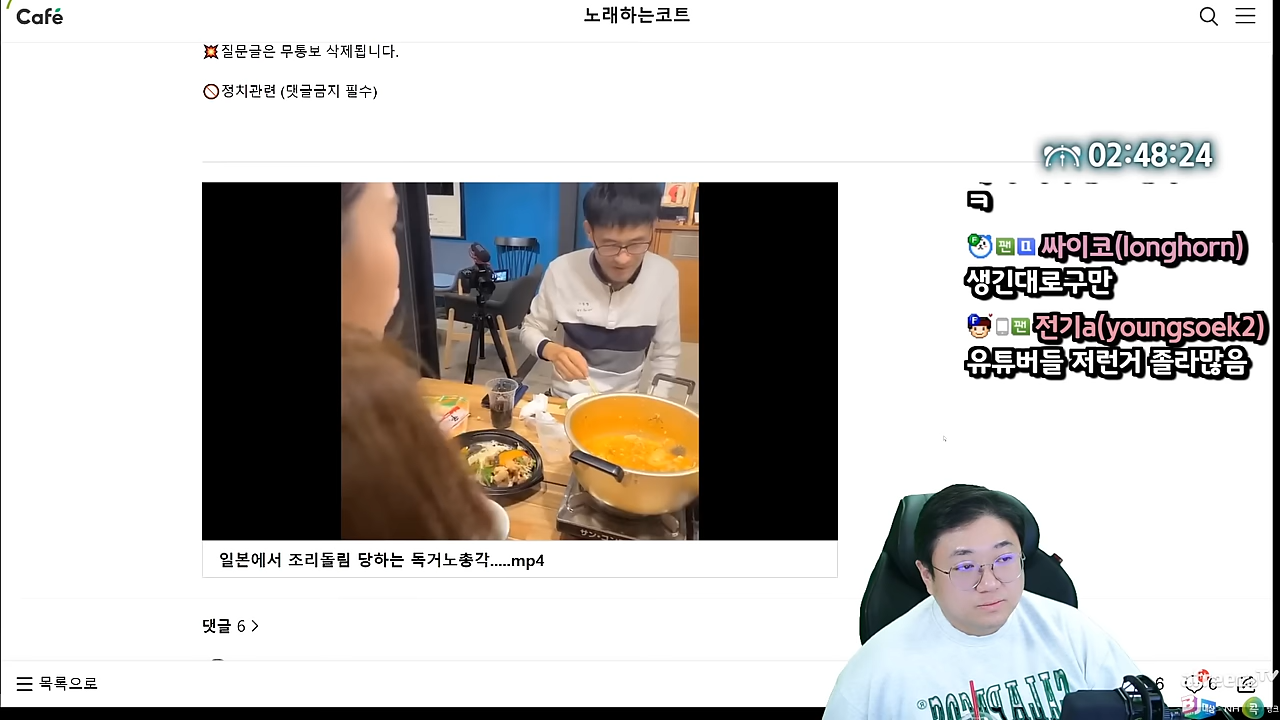 Café
노래하는코트
💥질문글은 무통보 삭제됩니다.
🚫정치관련 (댓글금지 필수)
02:48:24
ㅋ
팬 싸이코(longhorn)
생긴대로구만
팬 전기a(youngsoek2)
유튜버들 저런거 졸라많음
일본에서 조리돌림 당하는 독거노총각.....mp4
댓글 6
목록으로
6